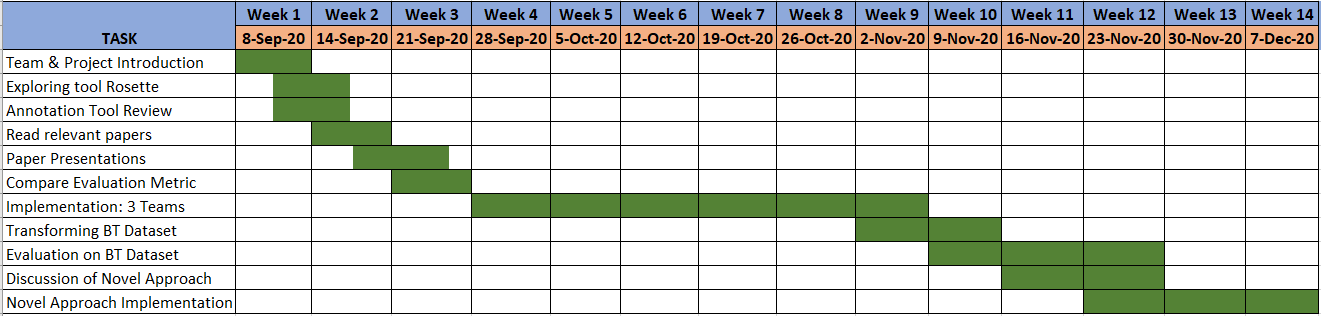 Week 1 Week 2 Week 3 Week 4 Week 5 Week 6 Week 7 Week 8 Week 9 Week 10 Week 11 Week 12 Week 13 Week 14
TASK 8-Sep-20 14-Sep-20 21-Sep-20 28-Sep-20 5-Oct-20 12-Oct-20 19-Oct-20 26-Oct-20 2-Nov-20 9-Nov-20 16-Nov-20 23-Nov-20 30-Nov-20 7-Dec-20
Team & Project Introduction
Exploring tool Rosette
Annotation Tool Review
Read relevant papers
Paper Presentations
Compare Evaluation Metric
Implementation: 3 Teams
Transforming BT Dataset
Evaluation on BT Dataset
Discussion of Novel Approach
Novel Approach Implementation